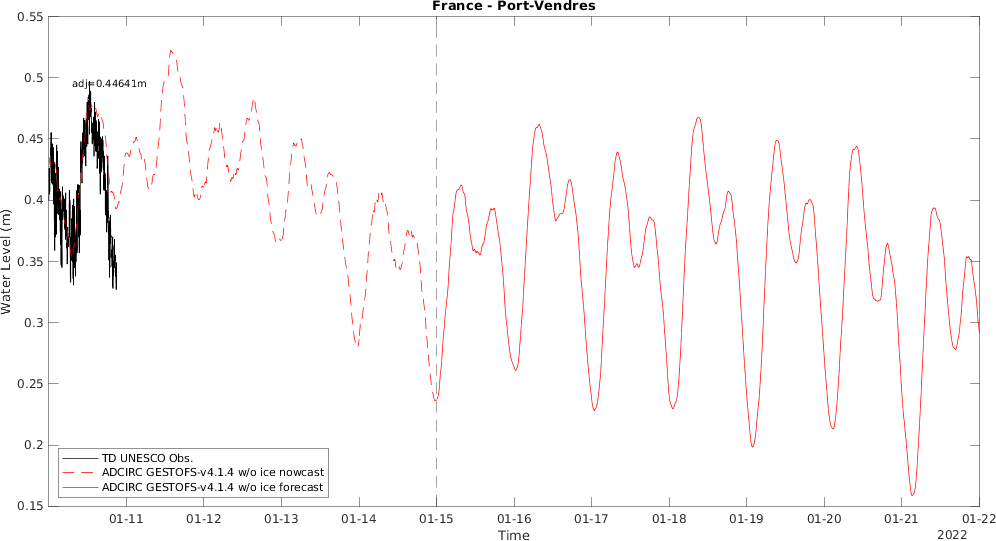 France - Port-Vendres
0.55
0.5
0.45
0.4
0.35
0.3
0.25
0.2
0.15
Water Level (m)
adj=0.44641m
TD UNESCO Obs.
ADCIRC GESTOFS-v4.1.4 w/o ice nowcast
ADCIRC GESTOFS-v4.1.4 w/o ice forecast
01-11 01-12 01-13 01-14 01-15 01-16 01-17 01-18 01-19 01-20 01-21 01-22
Time
2022